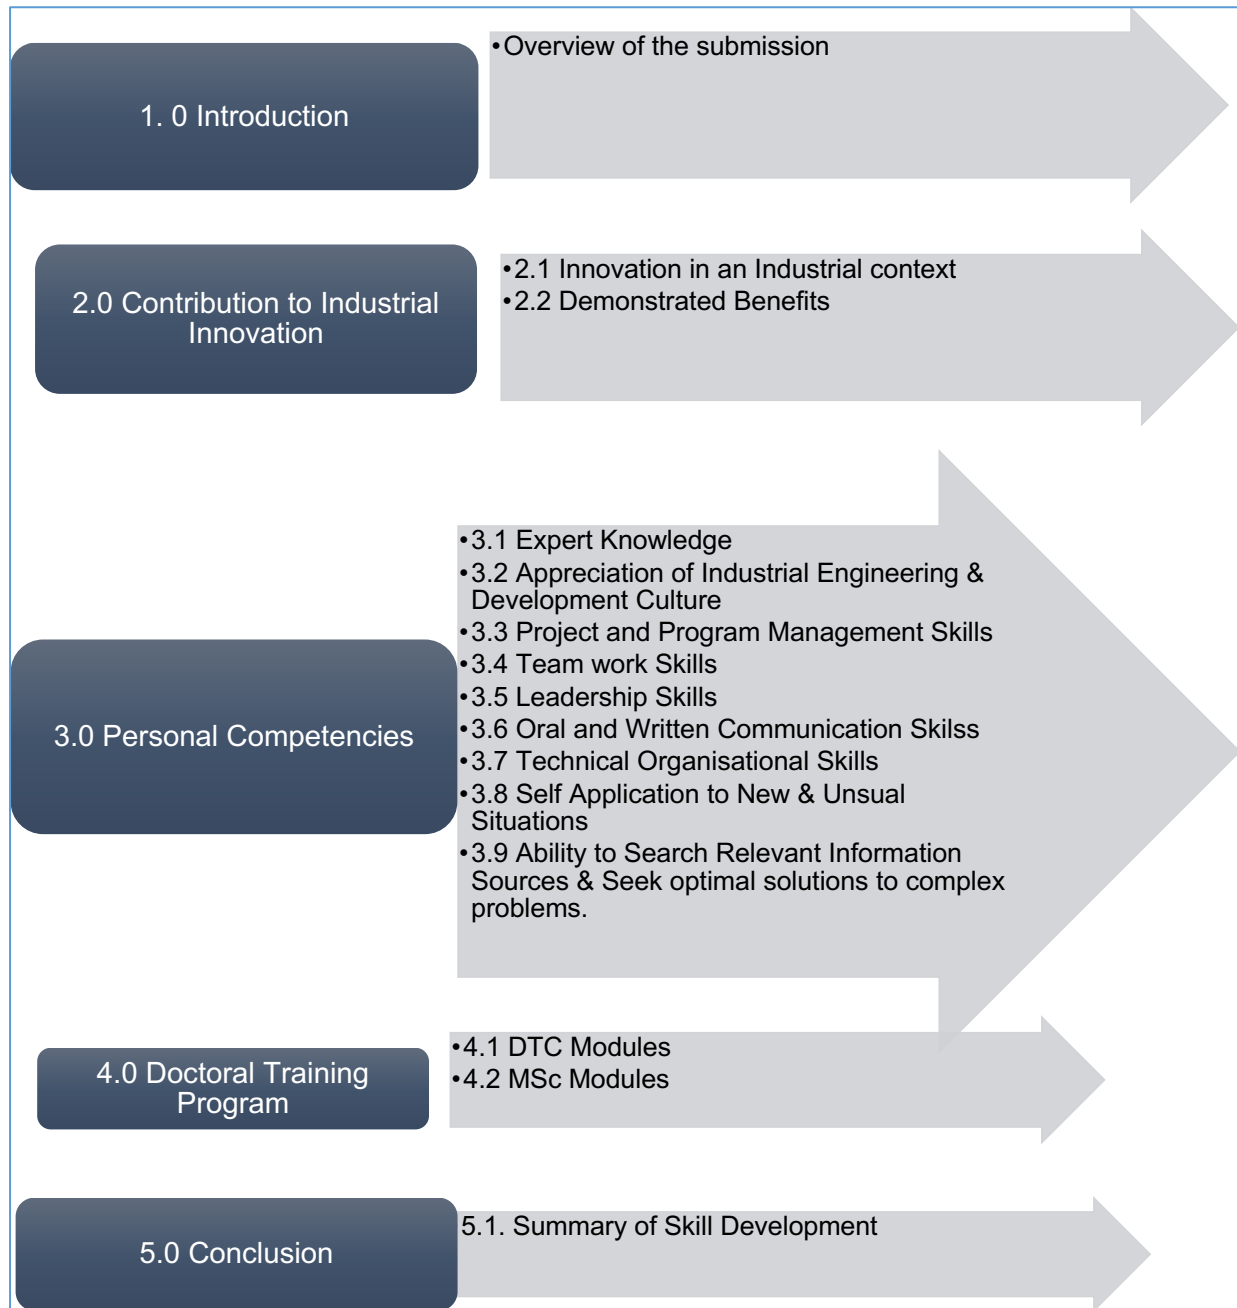 1. 0 Introduction
•Overview of the submission
2.0 Contribution to Industrial
Innovation
•2.1 Innovation in an Industrial context
•2.2 Demonstrated Benefits
3.0 Personal Competencies
•3.1 Expert Knowledge
•3.2 Appreciation of Industrial Engineering &
Development Culture
•3.3 Project and Program Management Skills
•3.4 Team work Skills
•3.5 Leadership Skills
•3.6 Oral and Written Communication Skilss
•3.7 Technical Organisational Skills
•3.8 Self Application to New & Unsual
Situations
•3.9 Ability to Search Relevant Information
Sources & Seek optimal solutions to complex
problems.
4.0 Doctoral Training
Program
•4.1 DTC Modules
•4.2 MSc Modules
5.0 Conclusion
5.1. Summary of Skill Development